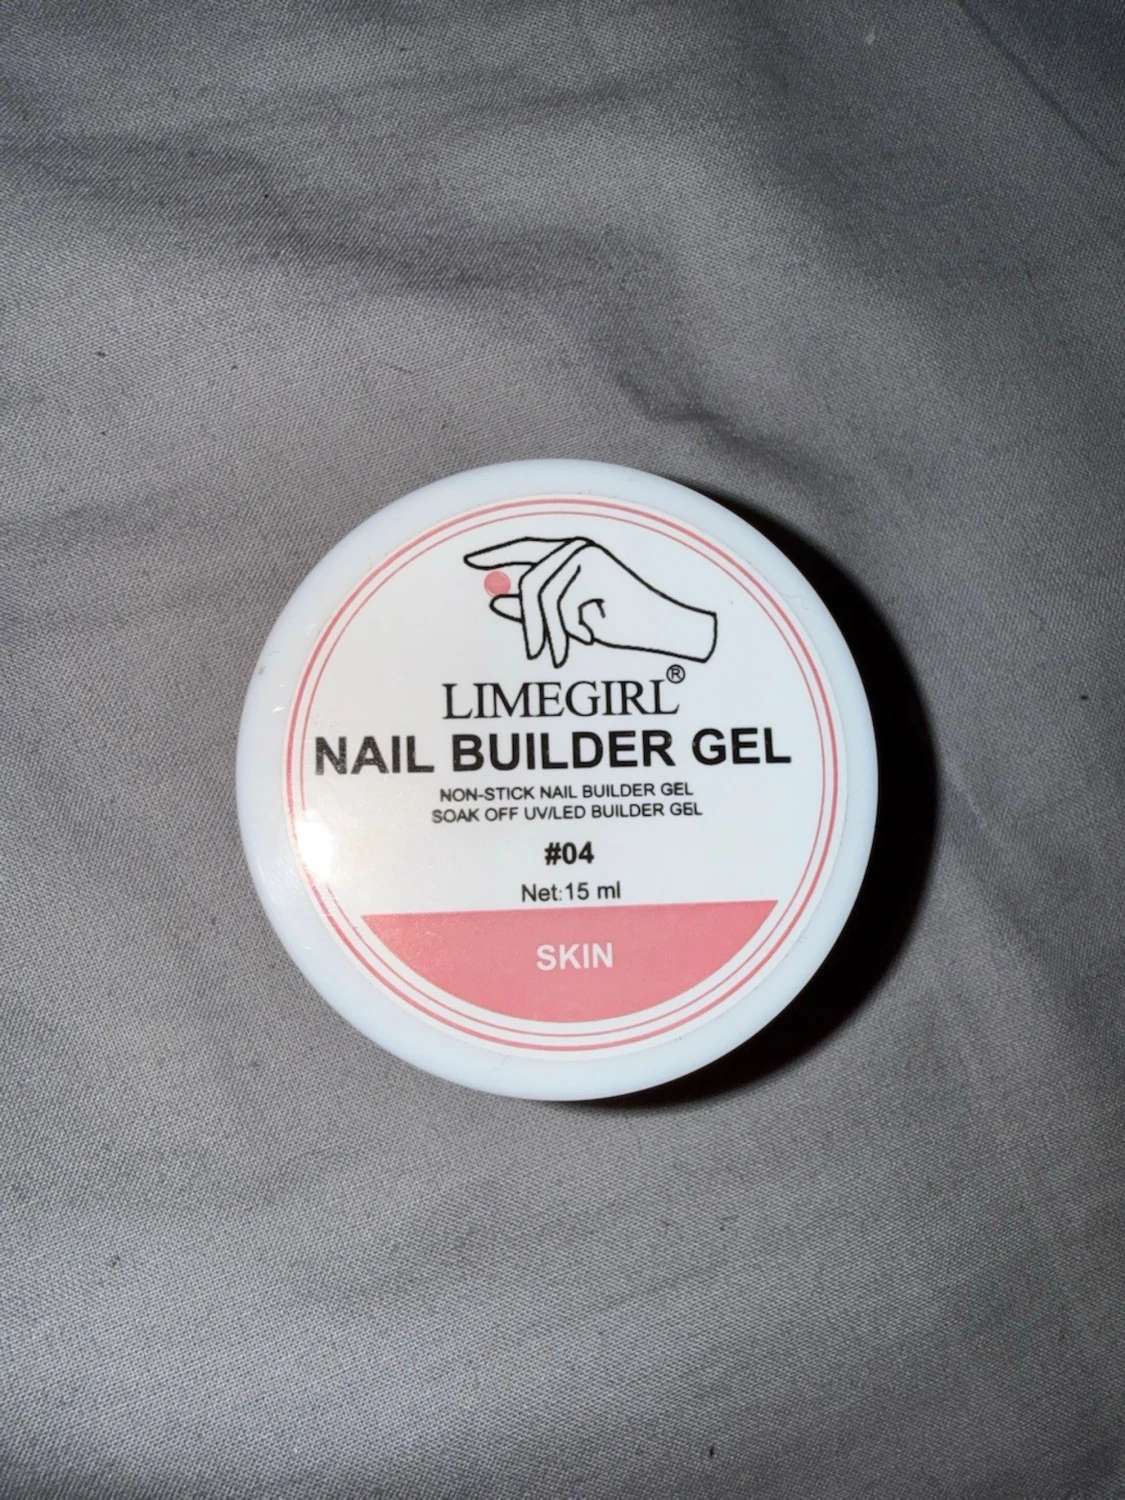 LIMEGIRL®
NAIL BUILDER GEL
NON-STICK NAIL BUILDER GEL
SOAK OFF UV/LED BUILDER GEL
#04
Net:15 ml
SKIN